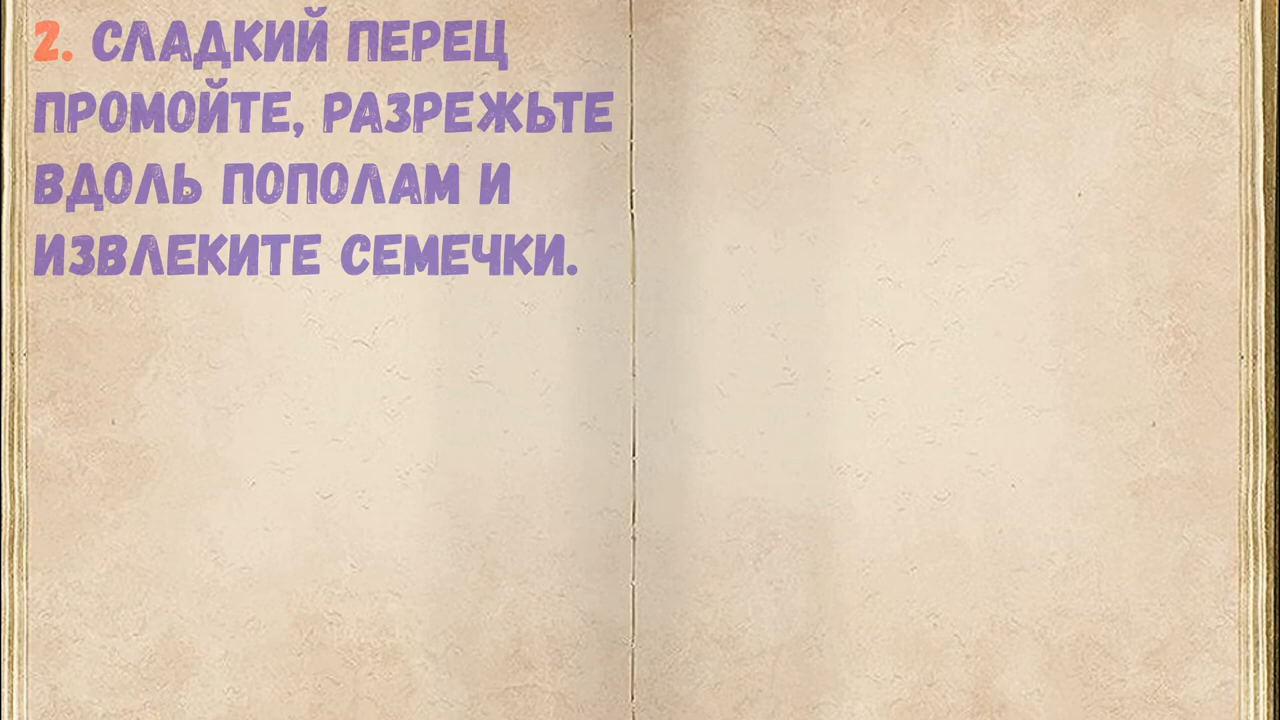 2. СЛАДКИЙ ПЕРЕЦ
ПРОМОЙТЕ, РАЗРЕЖЬТЕ
ВДОЛЬ ПОПОЛАМ И
ИЗВЛЕКИТЕ СЕМЕЧКИ.